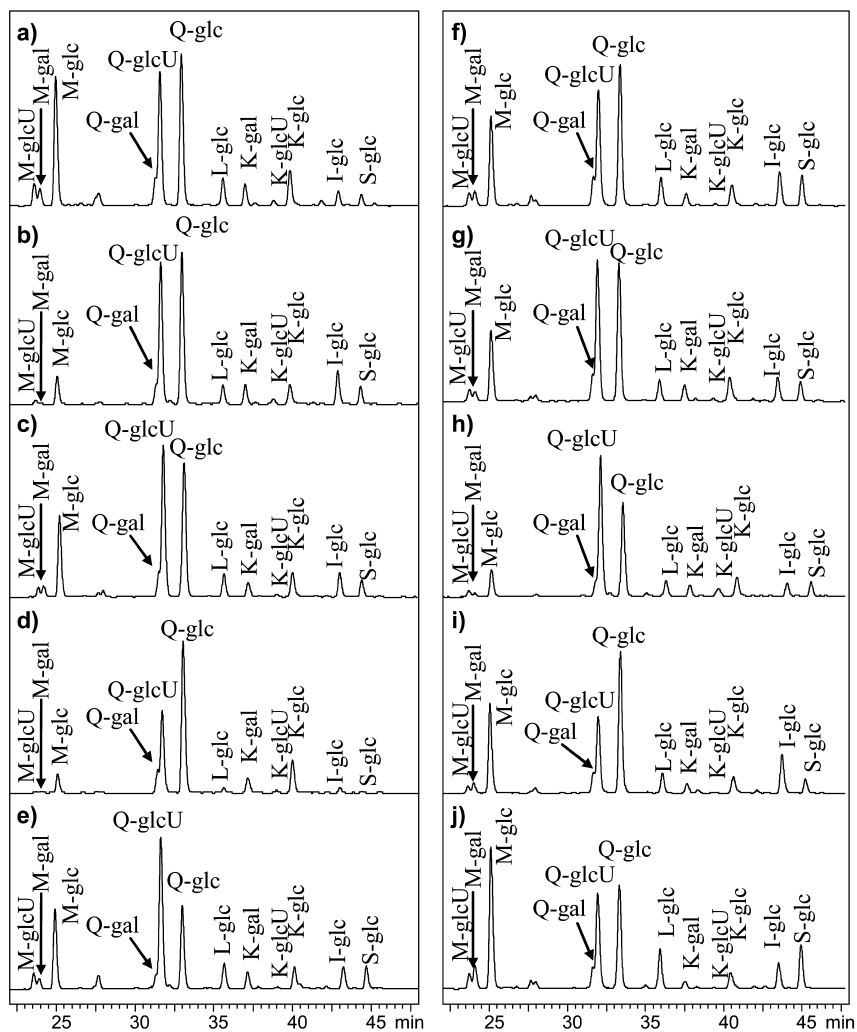 a)
M-glcU
M-gal
M-glc
Q-gal
Q-glcU
Q-glc
L-glc
K-gal
K-glcU
K-glc
I-glc
S-glc
b)
M-glcU
M-gal
M-glc
Q-gal
Q-glcU
Q-glc
L-glc
K-gal
K-glcU
K-glc
I-glc
S-glc
c)
M-glcU
M-gal
M-glc
Q-gal
Q-glcU
Q-glc
L-glc
K-gal
K-glcU
K-glc
I-glc
S-glc
d)
M-glcU
M-gal
M-glc
Q-gal
Q-glcU
Q-glc
L-glc
K-gal
K-glcU
K-glc
I-glc
S-glc
e)
M-glcU
M-gal
M-glc
Q-gal
Q-glcU
Q-glc
L-glc
K-gal
K-glcU
K-glc
I-glc
S-glc
25 30 35 40 45 min
f)
M-glcU
M-gal
M-glc
Q-gal
Q-glcU
Q-glc
L-glc
K-gal
K-glcU
K-glc
I-glc
S-glc
g)
M-glcU
M-gal
M-glc
Q-gal
Q-glcU
Q-glc
L-glc
K-gal
K-glcU
K-glc
I-glc
S-glc
h)
M-glcU
M-gal
M-glc
Q-gal
Q-glcU
Q-glc
L-glc
K-gal
K-glcU
K-glc
I-glc
S-glc
i)
M-glcU
M-gal
M-glc
Q-gal
Q-glcU
Q-glc
L-glc
K-gal
K-glcU
K-glc
I-glc
S-glc
j)
M-glcU
M-gal
M-glc
Q-gal
Q-glcU
Q-glc
L-glc
K-gal
K-glcU
K-glc
I-glc
S-glc
25 30 35 40 45 min